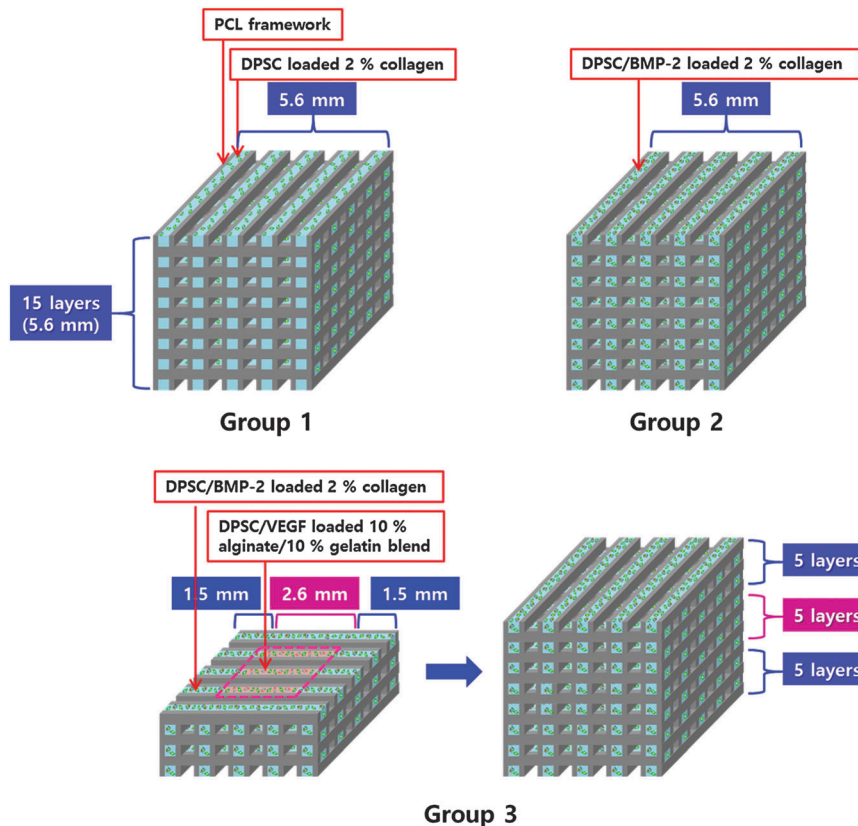 PCL framework
DPSC loaded 2 % collagen
5.6 mm
15 layers
(5.6 mm)
Group 1
DPSC/BMP-2 loaded 2 % collagen
5.6 mm
Group 2
DPSC/BMP-2 loaded 2 % collagen
DPSC/VEGF loaded 10 %
alginate/10 % gelatin blend
1.5 mm
2.6 mm
1.5 mm
5 layers
5 layers
5 layers
Group 3